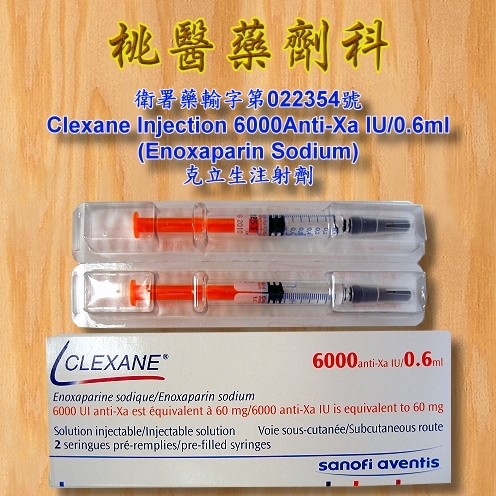 桃醫藥劑科
衛署藥輸字第022354號
Clexane Injection 6000Anti-Xa IU/0.6ml
(Enoxaparin Sodium)
克立生注射劑
CLEXANE®
6000anti-Xa IU/0.6ml
Enoxaparine sodique/Enoxaparin sodium
6000 UI anti-Xa est équivalent à 60 mg/6000 anti-Xa IU is equivalent to 60 mg
Solution injectable/Injectable solution
Voie sous-cutanée/Subcutaneous route
2 seringues pré-remplies/pre-filled syringes
sanofi aventis